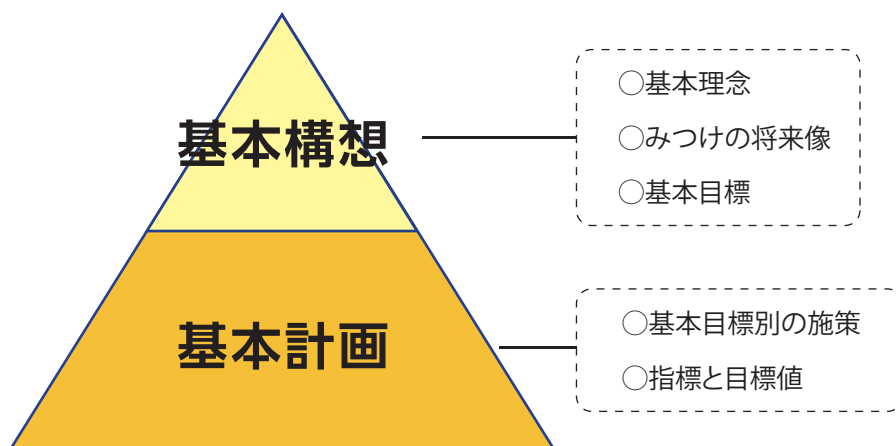 基本構想
○基本理念
○みつけの将来像
○基本目標
基本計画
○基本目標別の施策
○指標と目標値